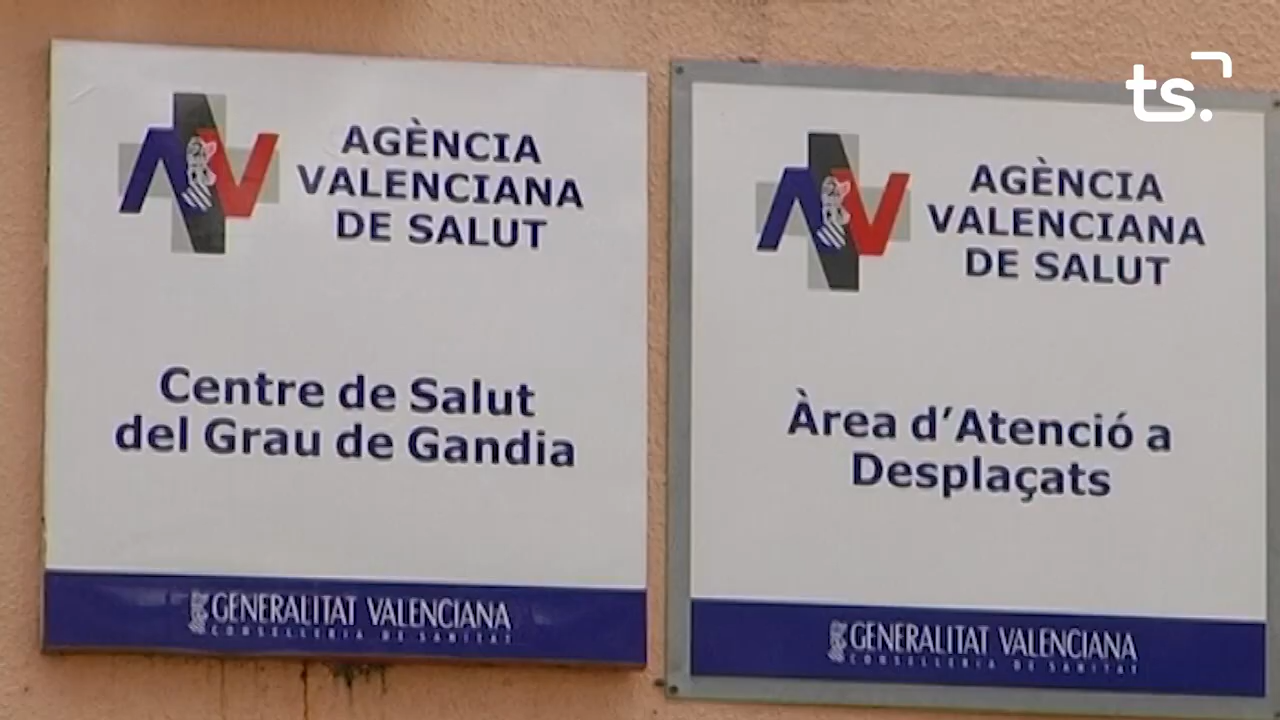 ts.
AGÈNCIA
VALENCIANA
DE SALUT
Centre de Salut
del Grau de Gandia
GENERALITAT VALENCIANA
CONSELLERIA DE SANITAT
AGÈNCIA
VALENCIANA
DE SALUT
Àrea d'Atenció a
Desplaçats
GENERALITAT VALENCIANA
CONSELLERIA DE SANITAT